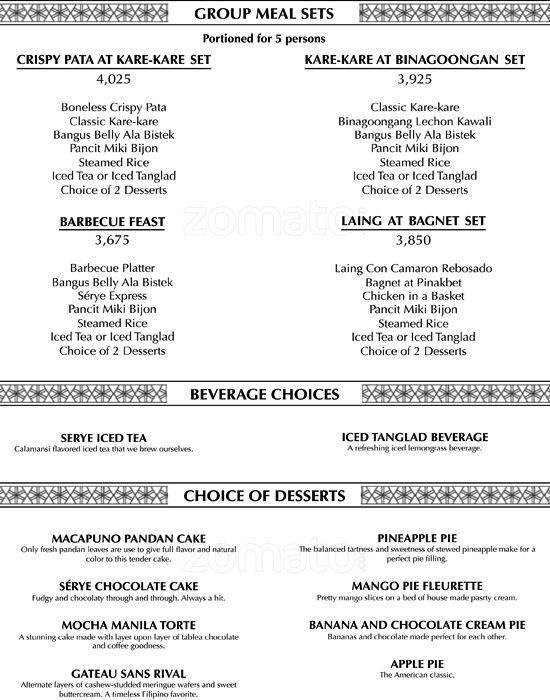 GROUP MEAL SETS
Portioned for 5 persons
CRISPY PATA AT KARE-KARE SET
4,025
Boneless Crispy Pata
Classic Kare-kare
Bangus Belly Ala Bistek
Pancit Miki Bijon
Steamed Rice
Iced Tea or Iced Tanglad
Choice of 2 Desserts
KARE-KARE AT BINAGOONGAN SET
3,925
Classic Kare-kare
Binagoongang Lechon Kawali
Bangus Belly Ala Bistek
Pancit Miki Bijon
Steamed Rice
Iced Tea or Iced Tanglad
Choice of 2 Desserts
zomato
BARBECUE FEAST
3,675
Barbecue Platter
Bangus Belly Ala Bistek
Sérye Express
Pancit Miki Bijon
Steamed Rice
Iced Tea or Iced Tanglad
Choice of 2 Desserts
LAING AT BAGNET SET
3,850
Laing Con Camaron Rebosado
Bagnet at Pinakbet
Chicken in a Basket
Pancit Miki Bijon
Steamed Rice
Iced Tea or Iced Tanglad
Choice of 2 Desserts
BEVERAGE CHOICES
SERYE ICED TEA
Calamansi flavored iced tea that we brew ourselves.
ICED TANGLAD BEVERAGE
A refreshing iced lemongrass beverage.
CHOICE OF DESSERTS
MACAPUNO PANDAN CAKE
Only fresh pandan leaves are use to give full flavor and natural
color to this tender cake.
SÉRYE CHOCOLATE CAKE
Fudgy and chocolaty through and through. Always a hit.
MOCHA MANILA TORTE
A stunning cake made with layer upon layer of tablea chocolate
and coffee goodness.
GATEAU SANS RIVAL
Alternate layers of cashew-studded meringue wafers and sweet
buttercream. A timeless Filipino favorite.
zomato
PINEAPPLE PIE
The balanced tartness and sweetness of stewed pineapple make for a
perfect pie filling.
MANGO PIE FLEURETTE
Pretty mango slices on a bed of house made pasrty cream.
BANANA AND CHOCOLATE CREAM PIE
Bananas and chocolate made perfect for each other.
APPLE PIE
The American classic.